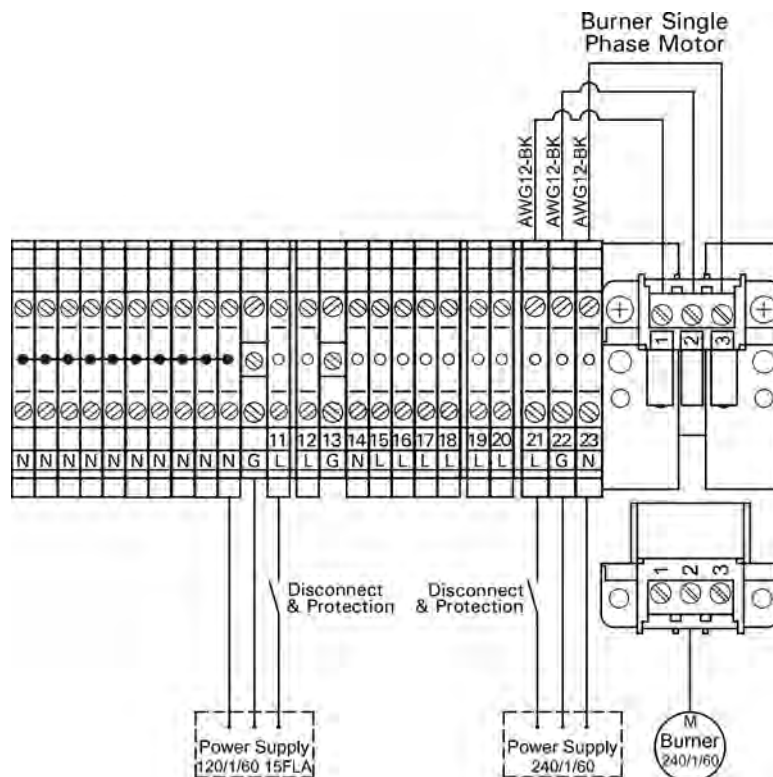 Burner Single
Phase Motor
AWG12-BK
AWG12-BK
AWG12-BK
1 2 3
11 12 13 14 15 16 17 18 19 20 21 22 23
N N N N N N N N N N G L L G N L L L L L L L G N
1 2 3
Disconnect
& Protection
Disconnect
& Protection
Power Supply
120/1/60 15FLA
Power Supply
240/1/60
M
Burner
240/1/60